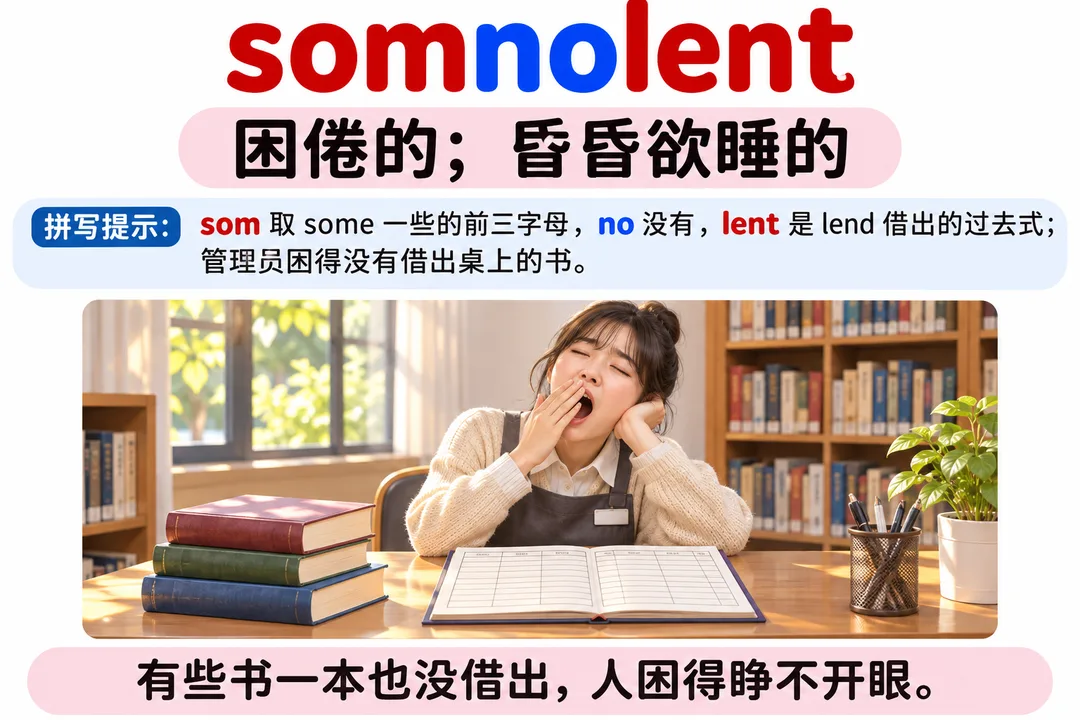 somnolent
困倦的；昏昏欲睡的
拼写提示： som 取 some 一些的前三字母，no 没有，lent 是 lend 借出的过去式；
管理员困得没有借出桌上的书。
有些书一本也没借出，人困得睁不开眼。